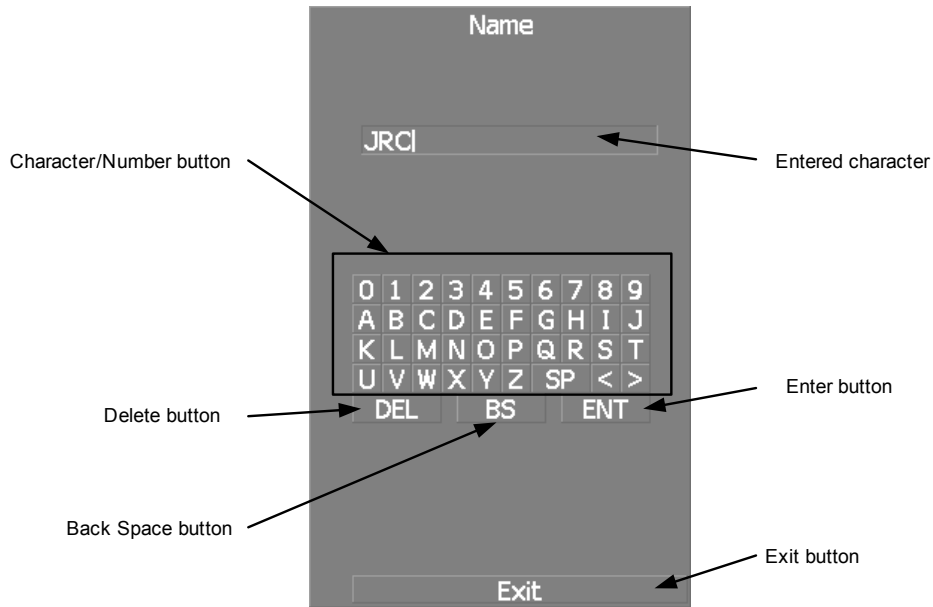 Name
JRC
Character/Number button
Entered character
0 1 2 3 4 5 6 7 8 9
A B C D E F G H I J
K L M N O P Q R S T
U V W X Y Z SP < >
Enter button
DEL BS ENT
Delete button
Back Space button
Exit button
Exit